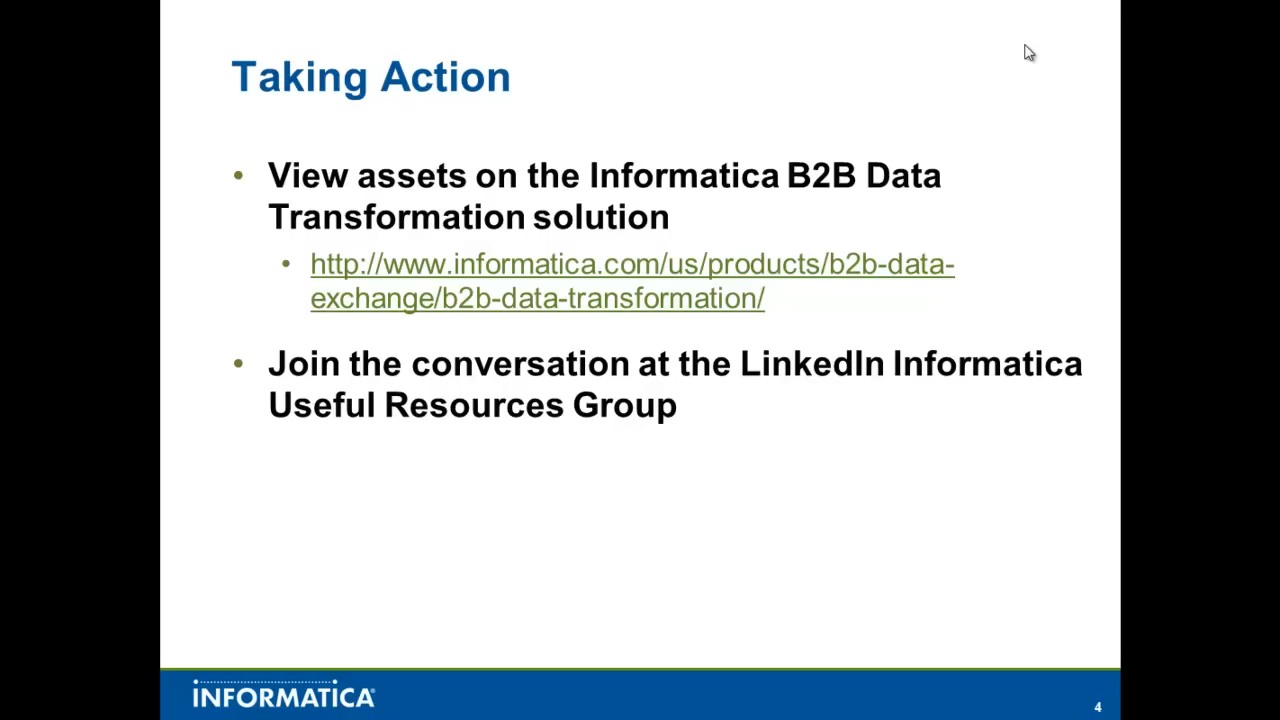 Taking Action
• View assets on the Informatica B2B Data
Transformation solution
• http://www.informatica.com/us/products/b2b-data-
exchange/b2b-data-transformation/
• Join the conversation at the LinkedIn Informatica
Useful Resources Group
INFORMATICA®
4